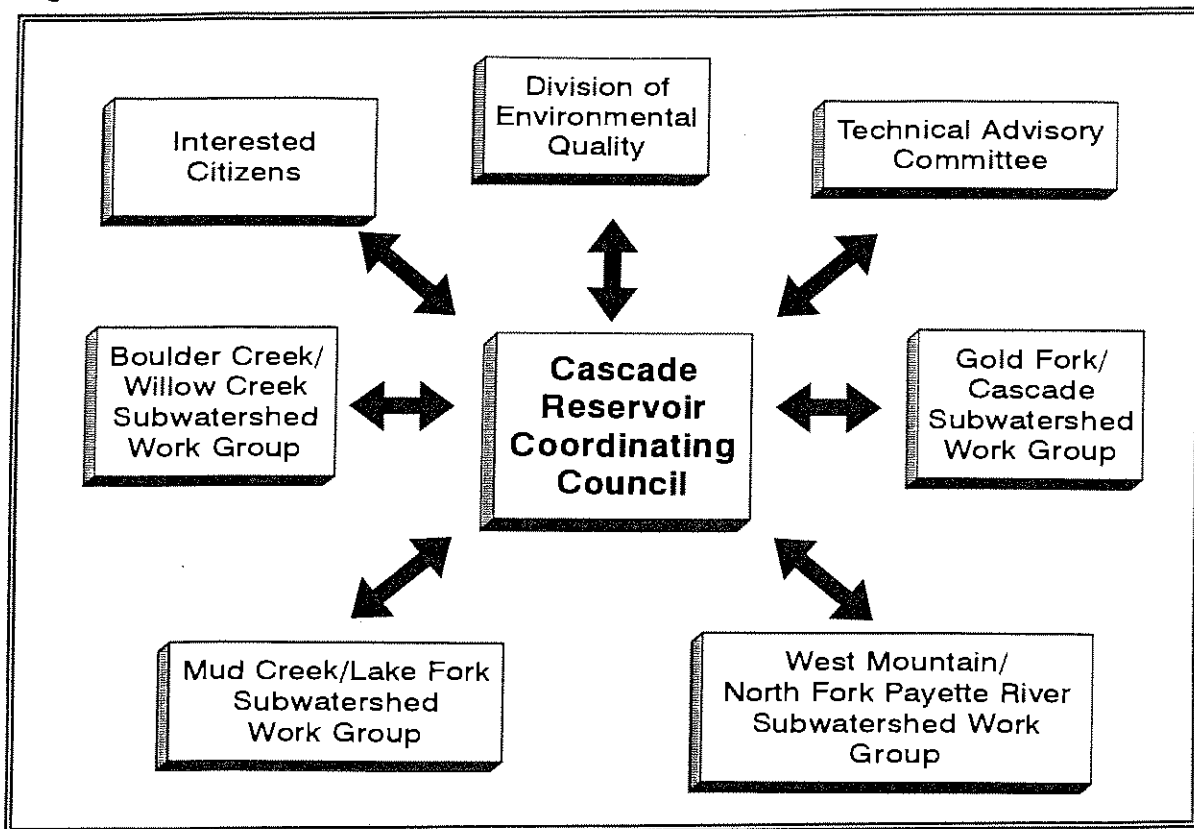 Interested
Citizens
Division of
Environmental
Quality
Technical Advisory
Committee
Boulder Creek/
Willow Creek
Subwatershed
Work Group
Cascade
Reservoir
Coordinating
Council
Gold Fork/
Cascade
Subwatershed
Work Group
Mud Creek/Lake Fork
Subwatershed
Work Group
West Mountain/
North Fork Payette River
Subwatershed Work
Group